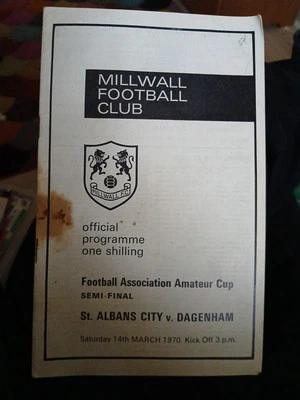 MILLWALL
FOOTBALL
CLUB
MILLWALL F.C.
official
programme
one shilling
Football Association Amateur Cup
SEMI-FINAL
St. ALBANS CITY v. DAGENHAM
Saturday 14th MARCH 1970 Kick Off 3 p.m.